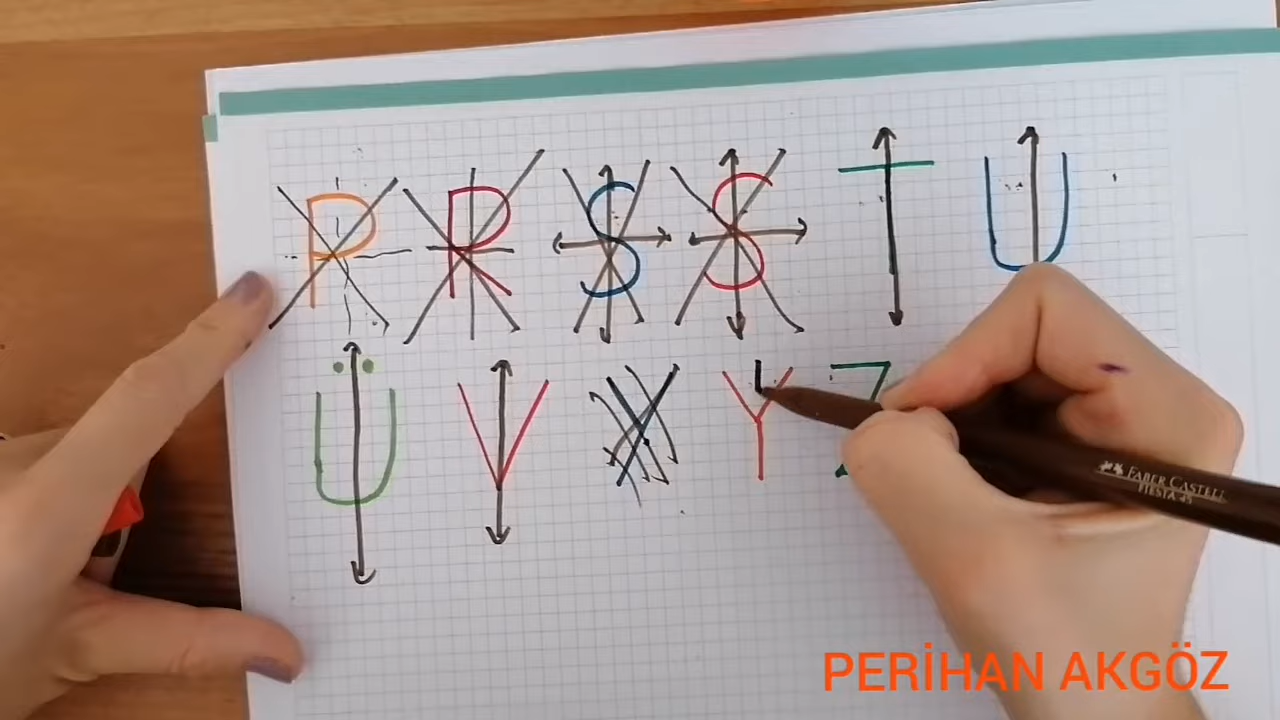 P R S S T U
Ü V X Y Z
FABER CASTELL
FIESTA 45
PERİHAN AKGÖZ